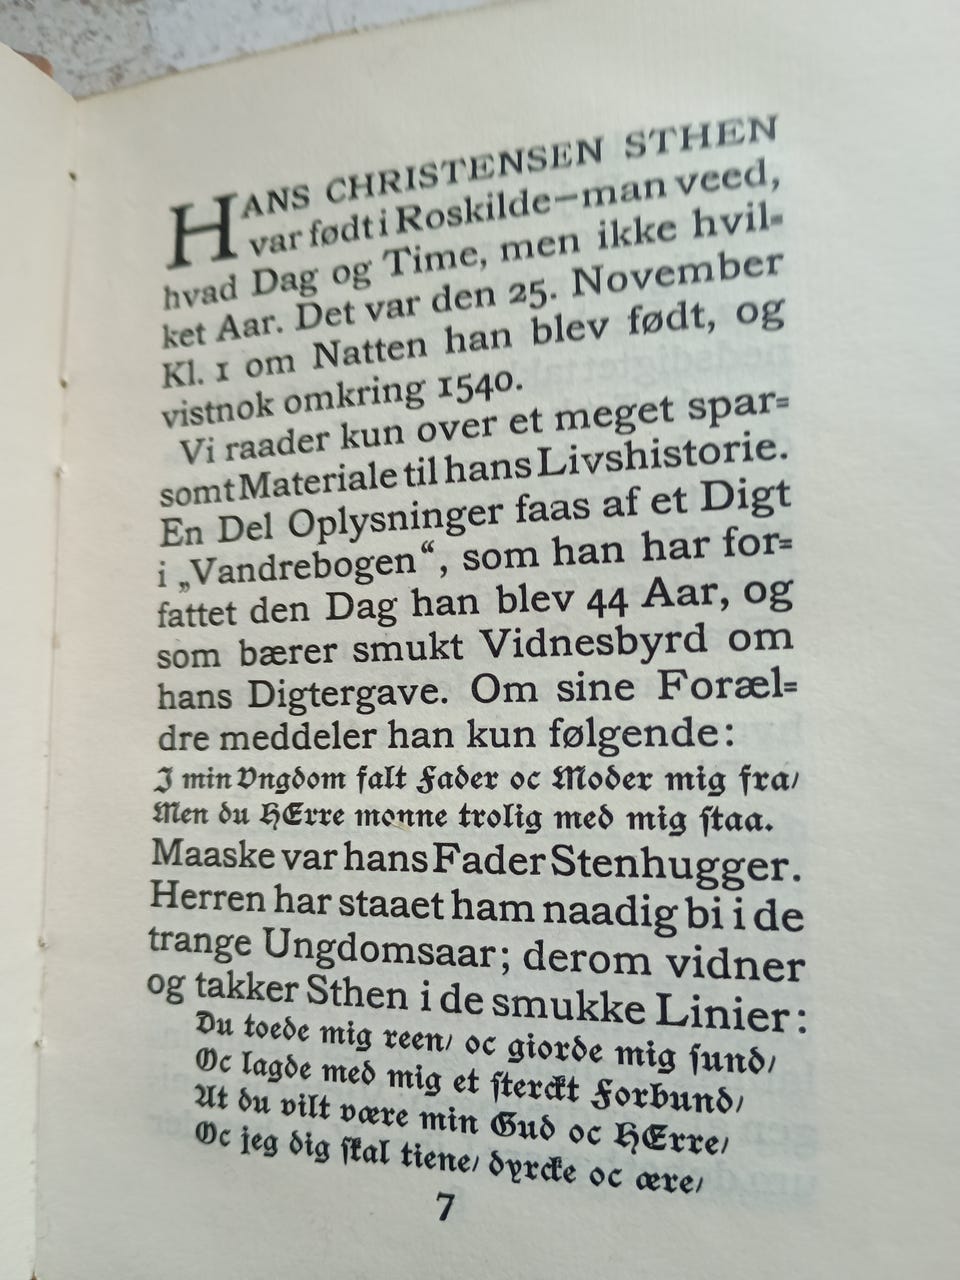 HANS CHRISTENSEN STHEN
var født i Roskilde—man veed,
hvad Dag og Time, men ikke hvil=
ket Aar. Det var den 25. November
Kl. 1 om Natten han blev født, og
vistnok omkring 1540.
Vi raader kun over et meget spar=
somt Materiale til hans Livshistorie.
En Del Oplysninger faas af et Digt
i „Vandrebogen“, som han har for=
fattet den Dag han blev 44 Aar, og
som bærer smukt Vidnesbyrd om
hans Digtergave. Om sine Foræl=
dre meddeler han kun følgende:
I min Vngdom falt Fader oc Moder mig fra/
Men du HErre monne trolig med mig staa.
Maaske var hans Fader Stenhugger.
Herren har staaet ham naadig bi i de
trange Ungdomsaar; derom vidner
og takker Sthen i de smukke Linier:
Du toede mig reen/ oc giorde mig sund/
Oc lagde med mig et sterckt Forbund/
At du vilt være min Gud oc HErre/
Oc jeg dig skal tiene/ dyrcke oc ære/
7